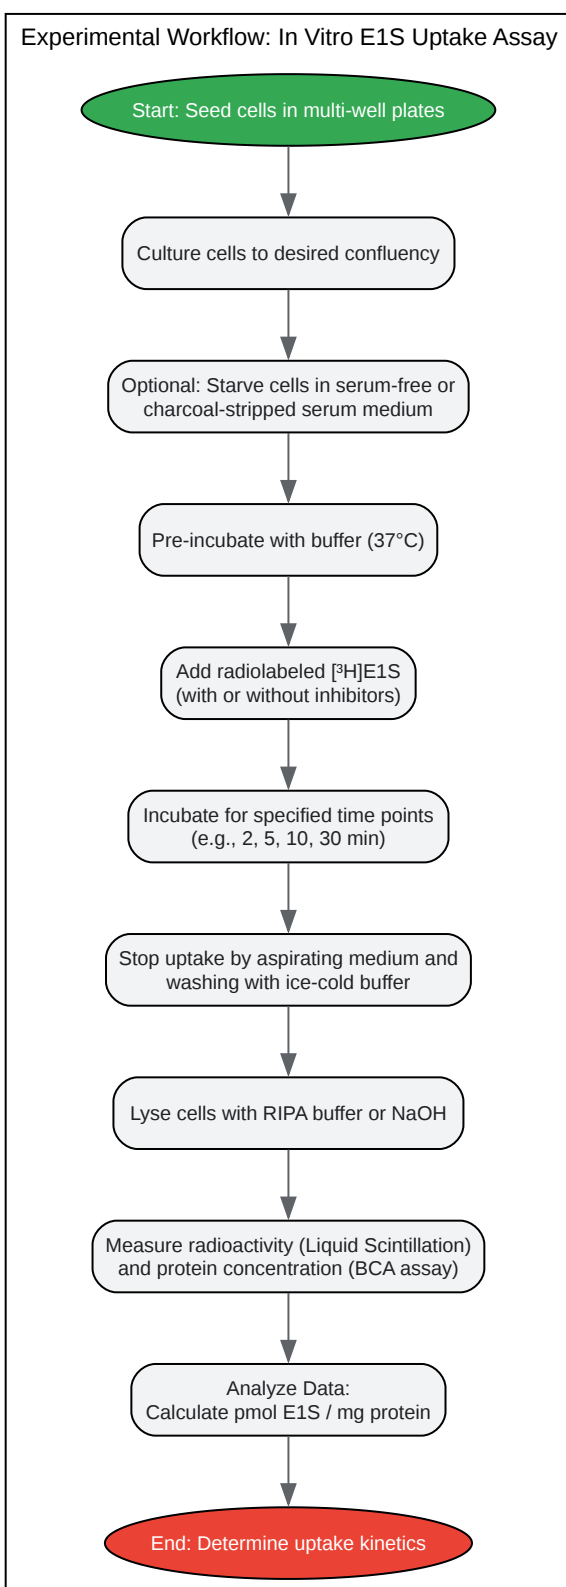 Experimental Workflow: In Vitro E1S Uptake Assay
Start: Seed cells in multi-well plates
Culture cells to desired confluency
Optional: Starve cells in serum-free or
charcoal-stripped serum medium
Pre-incubate with buffer (37°C)
Add radiolabeled [³H]E1S
(with or without inhibitors)
Incubate for specified time points
(e.g., 2, 5, 10, 30 min)
Stop uptake by aspirating medium and
washing with ice-cold buffer
Lyse cells with RIPA buffer or NaOH
Measure radioactivity (Liquid Scintillation)
and protein concentration (BCA assay)
Analyze Data:
Calculate pmol E1S / mg protein
End: Determine uptake kinetics